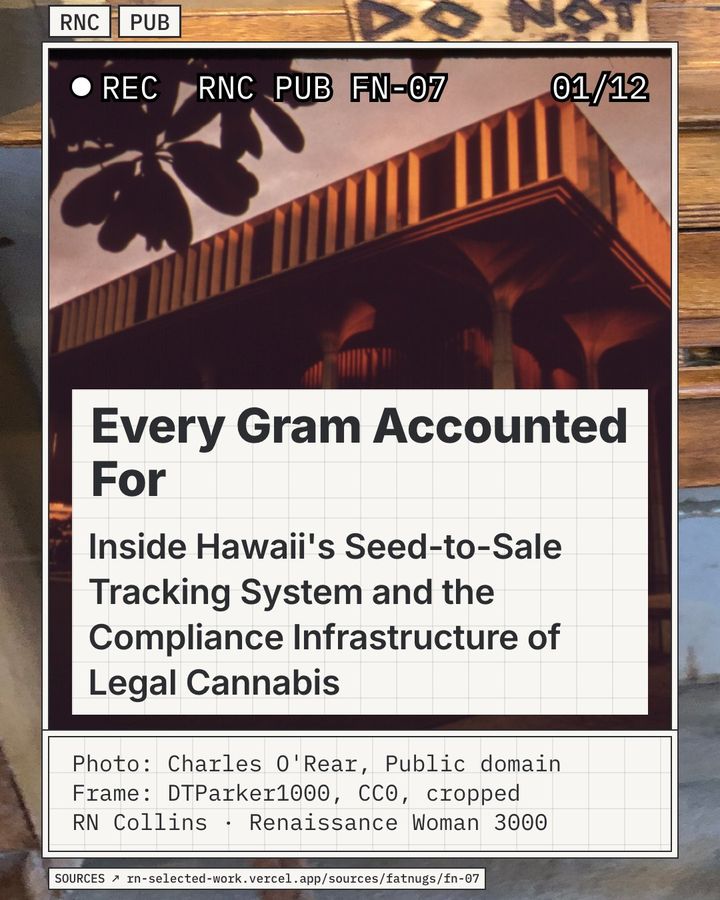 DO NOT
RNC PUB
REC RNC PUB FN-07 01/12
Every Gram Accounted
For
Inside Hawaii's Seed-to-Sale
Tracking System and the
Compliance Infrastructure of
Legal Cannabis
Photo: Charles O'Rear, Public domain
Frame: DTParker1000, CC0, cropped
RN Collins · Renaissance Woman 3000
SOURCES ↗ rn-selected-work.vercel.app/sources/fatnugs/fn-07